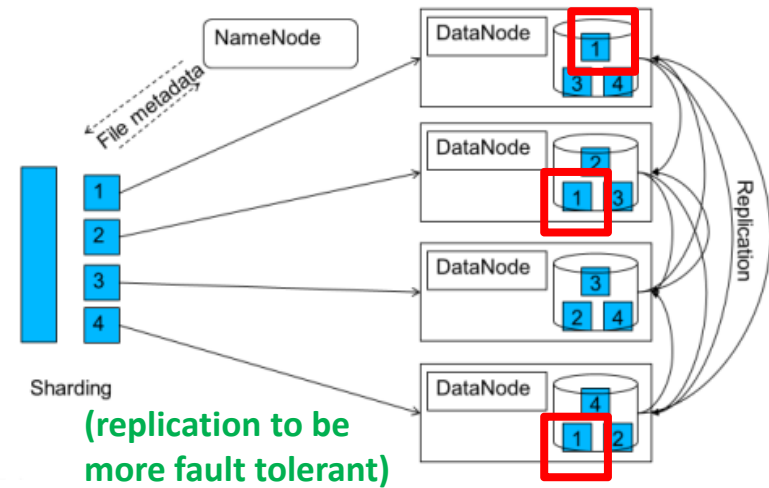 NameNode
File metadata
1
2
3
4
Sharding
(replication to be
more fault tolerant)
DataNode
1
3 4
DataNode
2
1 3
DataNode
3
2 4
DataNode
4
1 2
Replication